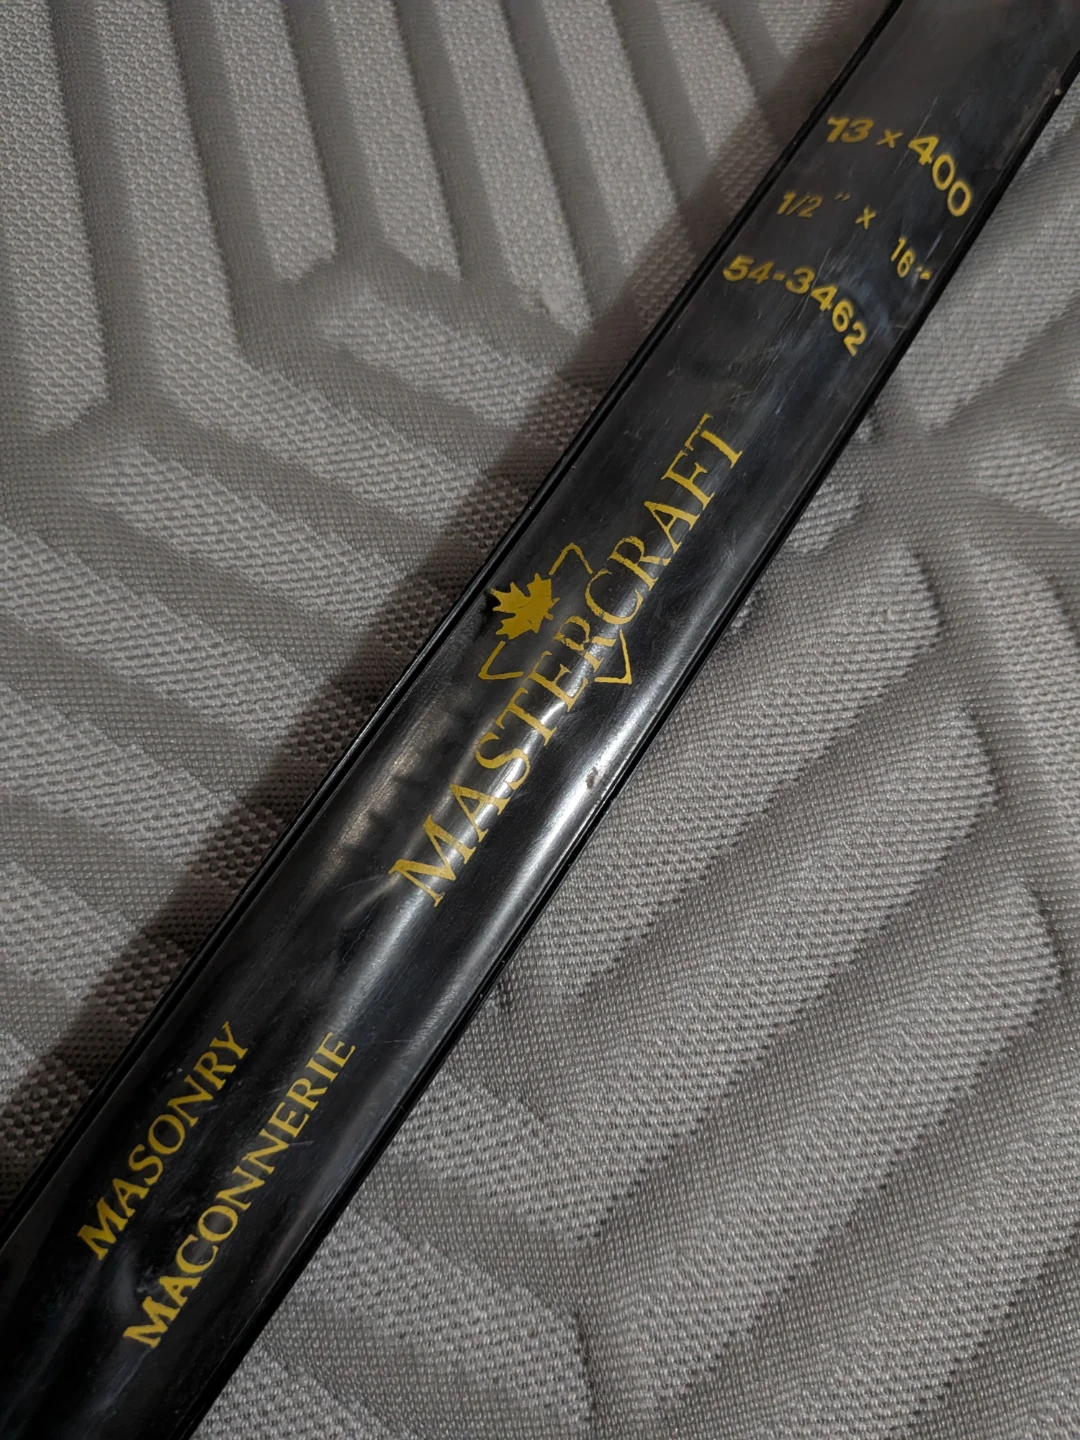 13 x 400
1/2" x 16"
54-3462
MASTERCRAFT
MASONRY
MACONNERIE